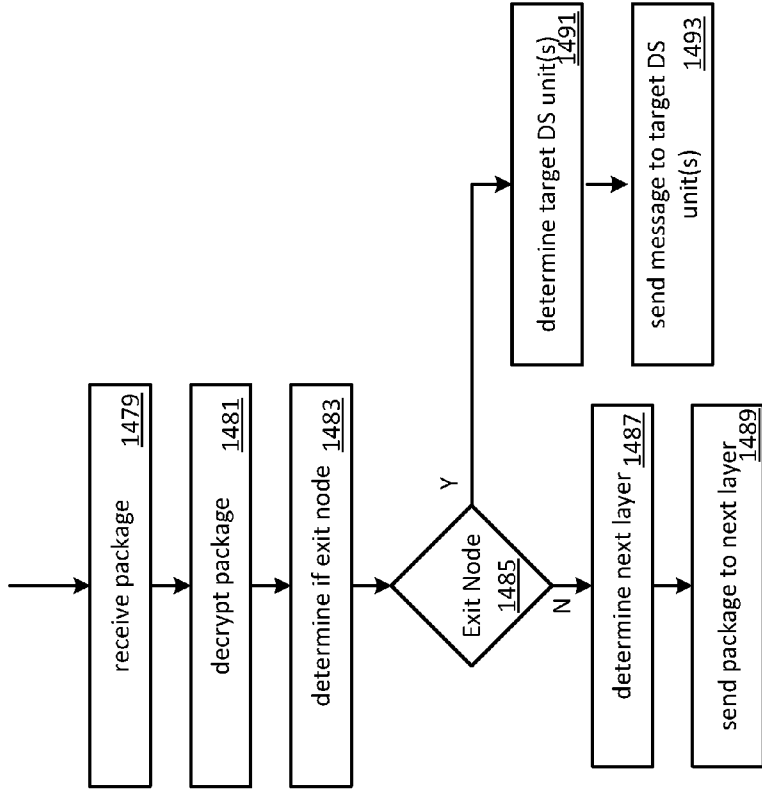 receive package
1479
decrypt package
1481
determine if exit node
1483
Exit Node
1485
Y
N
determine next layer
1487
send package to next layer
1489
determine target DS unit(s)
1491
send message to target DS
unit(s)
1493